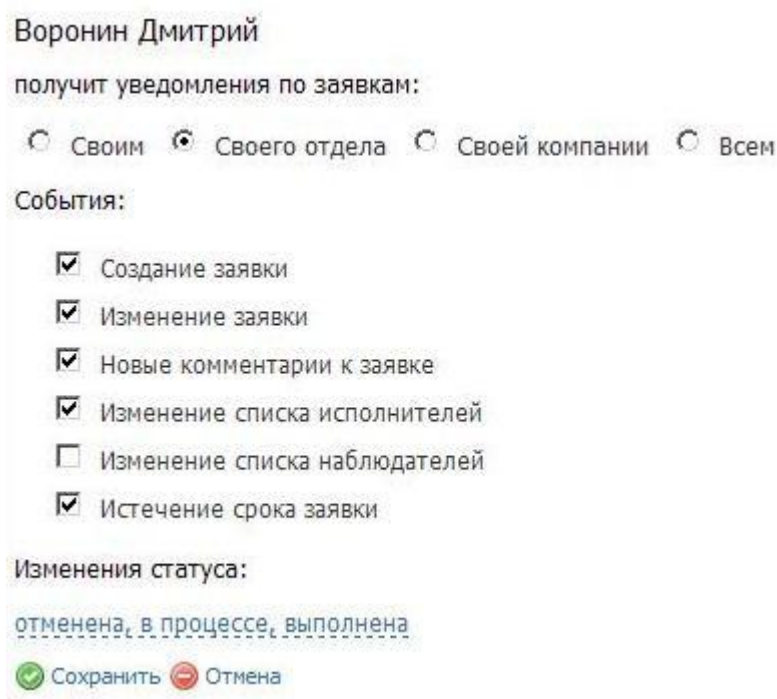 Воронин Дмитрий
получит уведомления по заявкам:
Своим Своего отдела Своей компании Всем
События:
Создание заявки
Изменение заявки
Новые комментарии к заявке
Изменение списка исполнителей
Изменение списка наблюдателей
Истечение срока заявки
Изменения статуса:
отменена, в процессе, выполнена
Сохранить Отмена